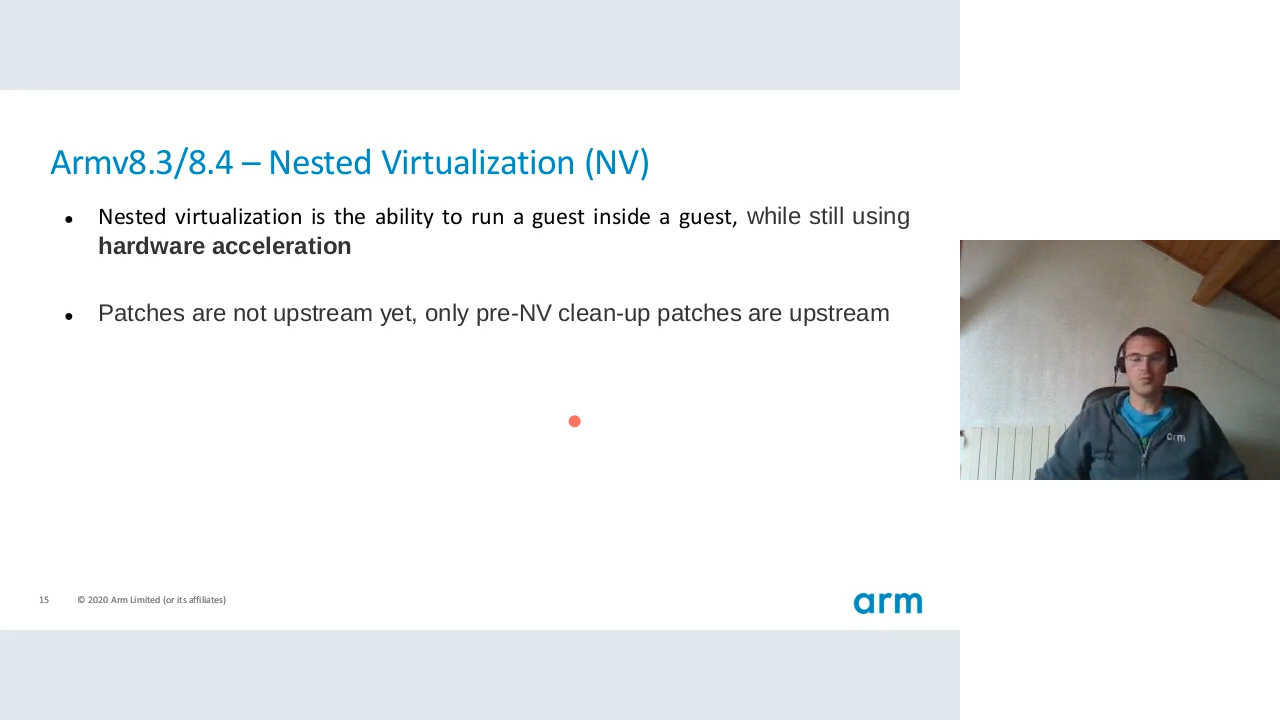 Armv8.3/8.4 – Nested Virtualization (NV)
● Nested virtualization is the ability to run a guest inside a guest, while still using
hardware acceleration
● Patches are not upstream yet, only pre-NV clean-up patches are upstream
arm
15 © 2020 Arm Limited (or its affiliates)
arm